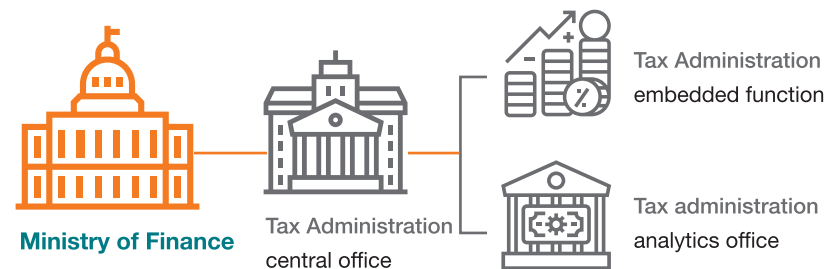 Ministry of Finance
Tax Administration
central office
Tax Administration
embedded function
Tax administration
analytics office